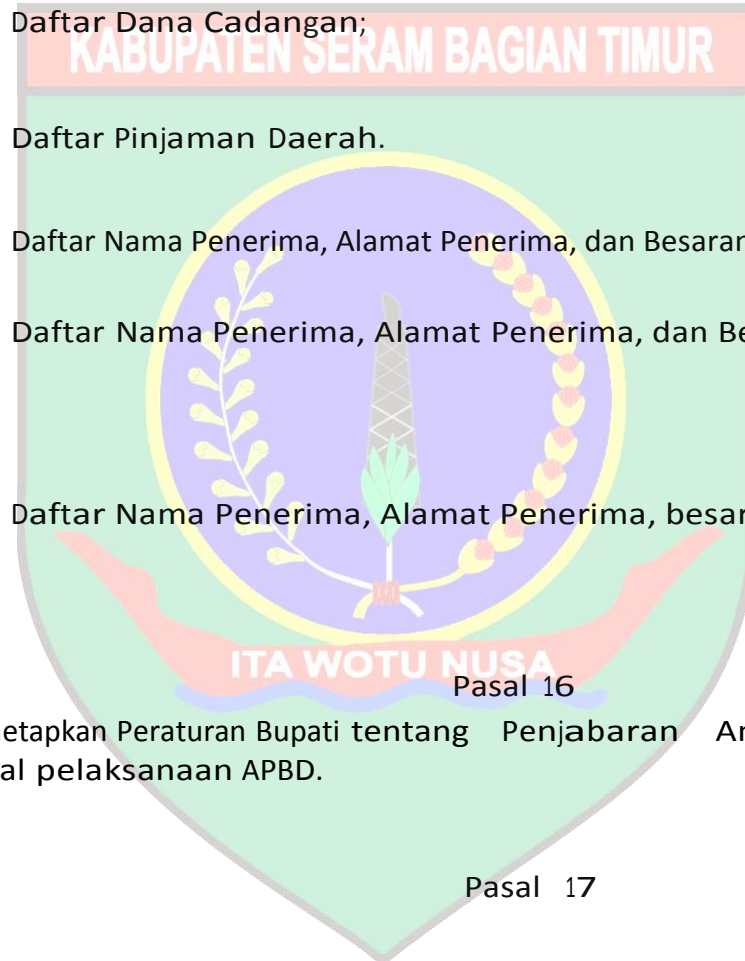 Daftar Dana Cadangan;
KABUPATEN SERAM BAGIAN TIMUR
Daftar Pinjaman Daerah.
Daftar Nama Penerima, Alamat Penerima, dan Besaran
Daftar Nama Penerima, Alamat Penerima, dan Be
Daftar Nama Penerima, Alamat Penerima, besar
ITA WOTU NUSA
Pasal 16
etapkan Peraturan Bupati tentang Penjabaran An
al pelaksanaan APBD.
Pasal 17